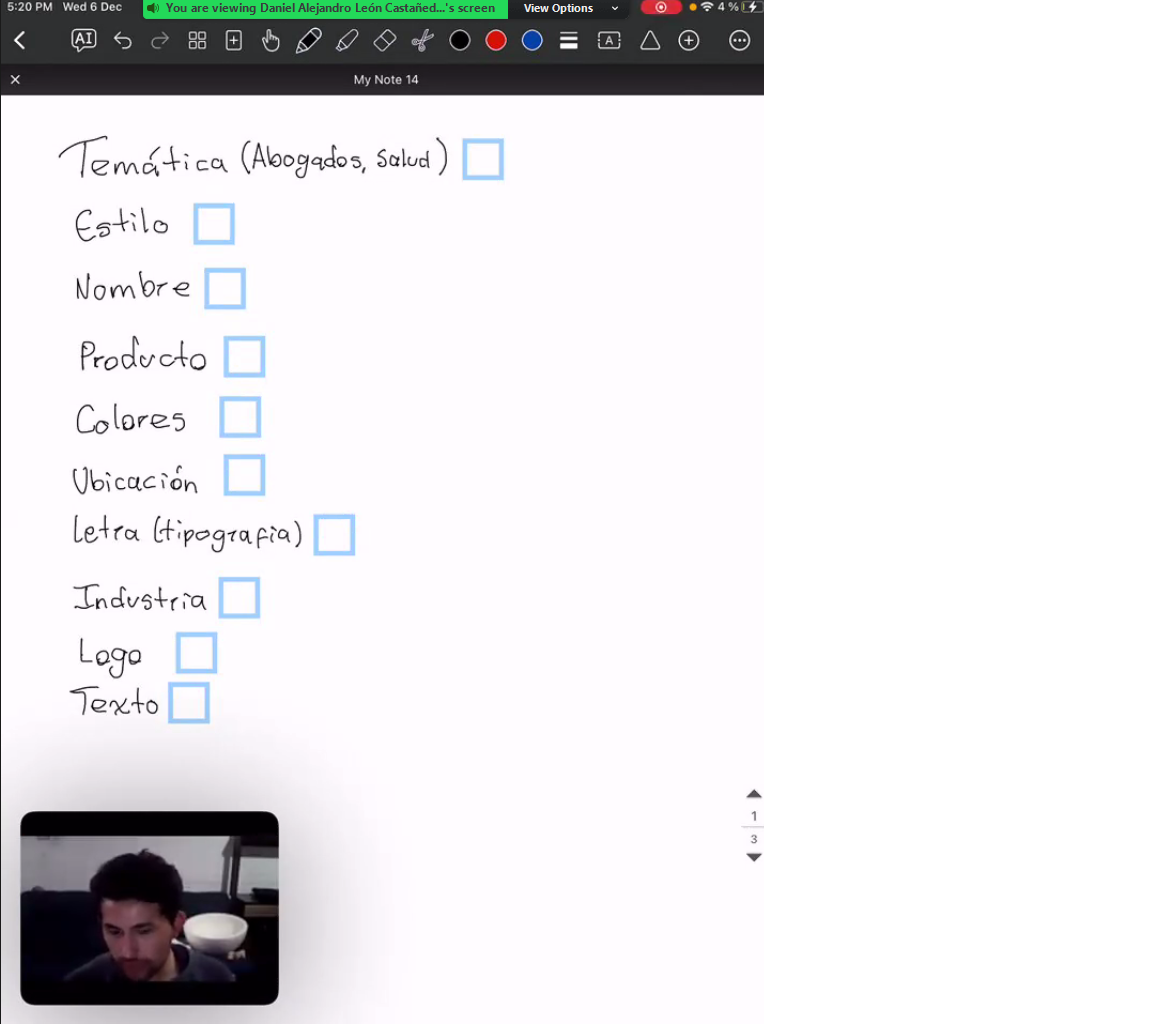 5:20 PM Wed 6 Dec You are viewing Daniel Alejandro León Castañed...'s screen View Options 4 %
AI A
My Note 14
Temática (Abogados, Salud)
Estilo
Nombre
Producto
Colores
Ubicación
Letra (tipografía)
Industria
Logo
Texto
1
3